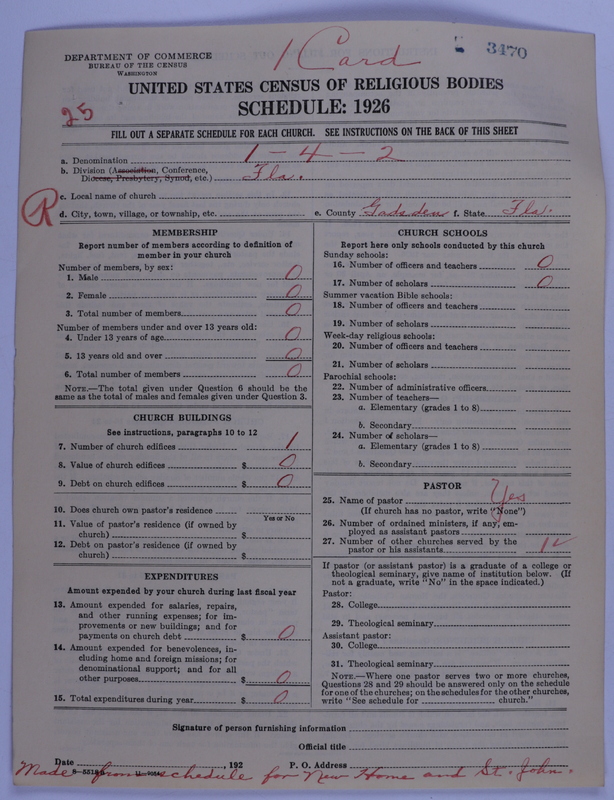 1 Card
3470
DEPARTMENT OF COMMERCE
BUREAU OF THE CENSUS
WASHINGTON
UNITED STATES CENSUS OF RELIGIOUS BODIES
SCHEDULE: 1926
25
FILL OUT A SEPARATE SCHEDULE FOR EACH CHURCH. SEE INSTRUCTIONS ON THE BACK OF THIS SHEET
a. Denomination 1-4-2
b. Division (Association, Conference,
Diocese, Presbytery, Synod, etc.) Fla.
c. Local name of church
R
d. City, town, village, or township, etc. e. County Gadsden f. State Fla.
MEMBERSHIP
Report number of members according to definition of
member in your church
Number of members, by sex:
1. Male 0
2. Female 0
3. Total number of members 0
Number of members under and over 13 years old:
4. Under 13 years of age 0
5. 13 years old and over 0
6. Total number of members 0
NOTE.—The total given under Question 6 should be the
same as the total of males and females given under Question 3.
CHURCH BUILDINGS
See instructions, paragraphs 10 to 12
7. Number of church edifices 1
8. Value of church edifices $ 0
9. Debt on church edifices $ 0
10. Does church own pastor's residence
Yes or No
11. Value of pastor's residence (if owned by
church) $
12. Debt on pastor's residence (if owned by
church) $
EXPENDITURES
Amount expended by your church during last fiscal year
13. Amount expended for salaries, repairs,
and other running expenses; for im-
provements or new buildings; and for
payments on church debt $ 0
14. Amount expended for benevolences, in-
cluding home and foreign missions; for
denominational support; and for all
other purposes $ 0
15. Total expenditures during year $ 0
CHURCH SCHOOLS
Report here only schools conducted by this church
Sunday schools:
16. Number of officers and teachers 0
17. Number of scholars 0
Summer vacation Bible schools:
18. Number of officers and teachers
19. Number of scholars
Week-day religious schools:
20. Number of officers and teachers
21. Number of scholars
Parochial schools:
22. Number of administrative officers
23. Number of teachers—
a. Elementary (grades 1 to 8)
b. Secondary
24. Number of scholars—
a. Elementary (grades 1 to 8)
b. Secondary
PASTOR
25. Name of pastor Yes
(If church has no pastor, write "None")
26. Number of ordained ministers, if any, em-
ployed as assistant pastors
27. Number of other churches served by the
pastor or his assistants
If pastor (or assistant pastor) is a graduate of a college or
theological seminary, give name of institution below. (If
not a graduate, write "No" in the space indicated.)
Pastor:
28. College
29. Theological seminary
Assistant pastor:
30. College
31. Theological seminary
NOTE.—Where one pastor serves two or more churches,
Questions 28 and 29 should be answered only on the schedule
for one of the churches; on the schedules for the other churches,
write "See schedule for church."
Signature of person furnishing information
Official title
Date , 192 P. O. Address
Made from schedule for New Home and St. John.